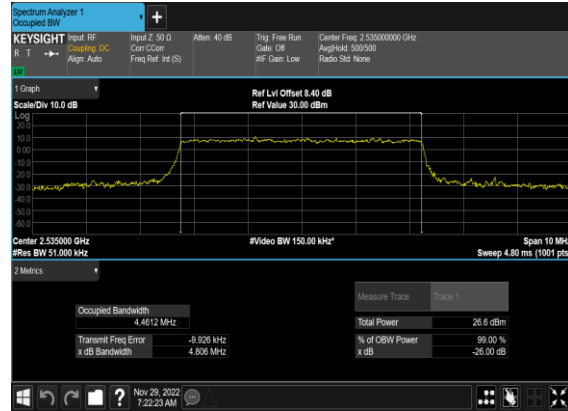 Spectrum Analyzer 1
Occupied BW
KEYSIGHT
R T
LM
Input: RF
Coupling: DC
Align: Auto
Input Z: 50 Ω
Corr CCorr
Freq Ref: Int (S)
Atten: 40 dB
Trig: Free Run
Gate: Off
#IF Gain: Low
Center Freq: 2.535000000 GHz
Avg|Hold: 500/500
Radio Std: None
1 Graph
Scale/Div 10.0 dB
Ref Lvl Offset 8.40 dB
Ref Value 30.00 dBm
Log
20.0
10.0
0.00
-10.0
-20.0
-30.0
-40.0
-50.0
-60.0
Center 2.535000 GHz
#Res BW 51.000 kHz
#Video BW 150.00 kHz*
Span 10 MHz
Sweep 4.80 ms (1001 pts
2 Metrics
Measure Trace Trace 1
Occupied Bandwidth
4.4612 MHz
Total Power 26.6 dBm
Transmit Freq Error -9.926 kHz
% of OBW Power 99.00 %
x dB Bandwidth 4.806 MHz
x dB -26.00 dB
?
Nov 29, 2022
7:22:23 AM